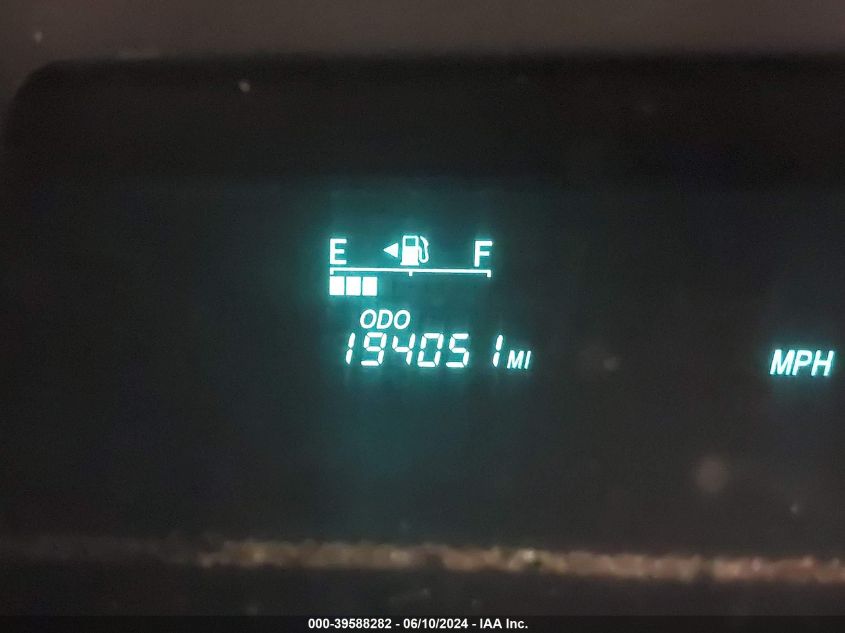 E F
ODO
194051 MI
MPH
000-39588282 - 06/10/2024 - IAA Inc.